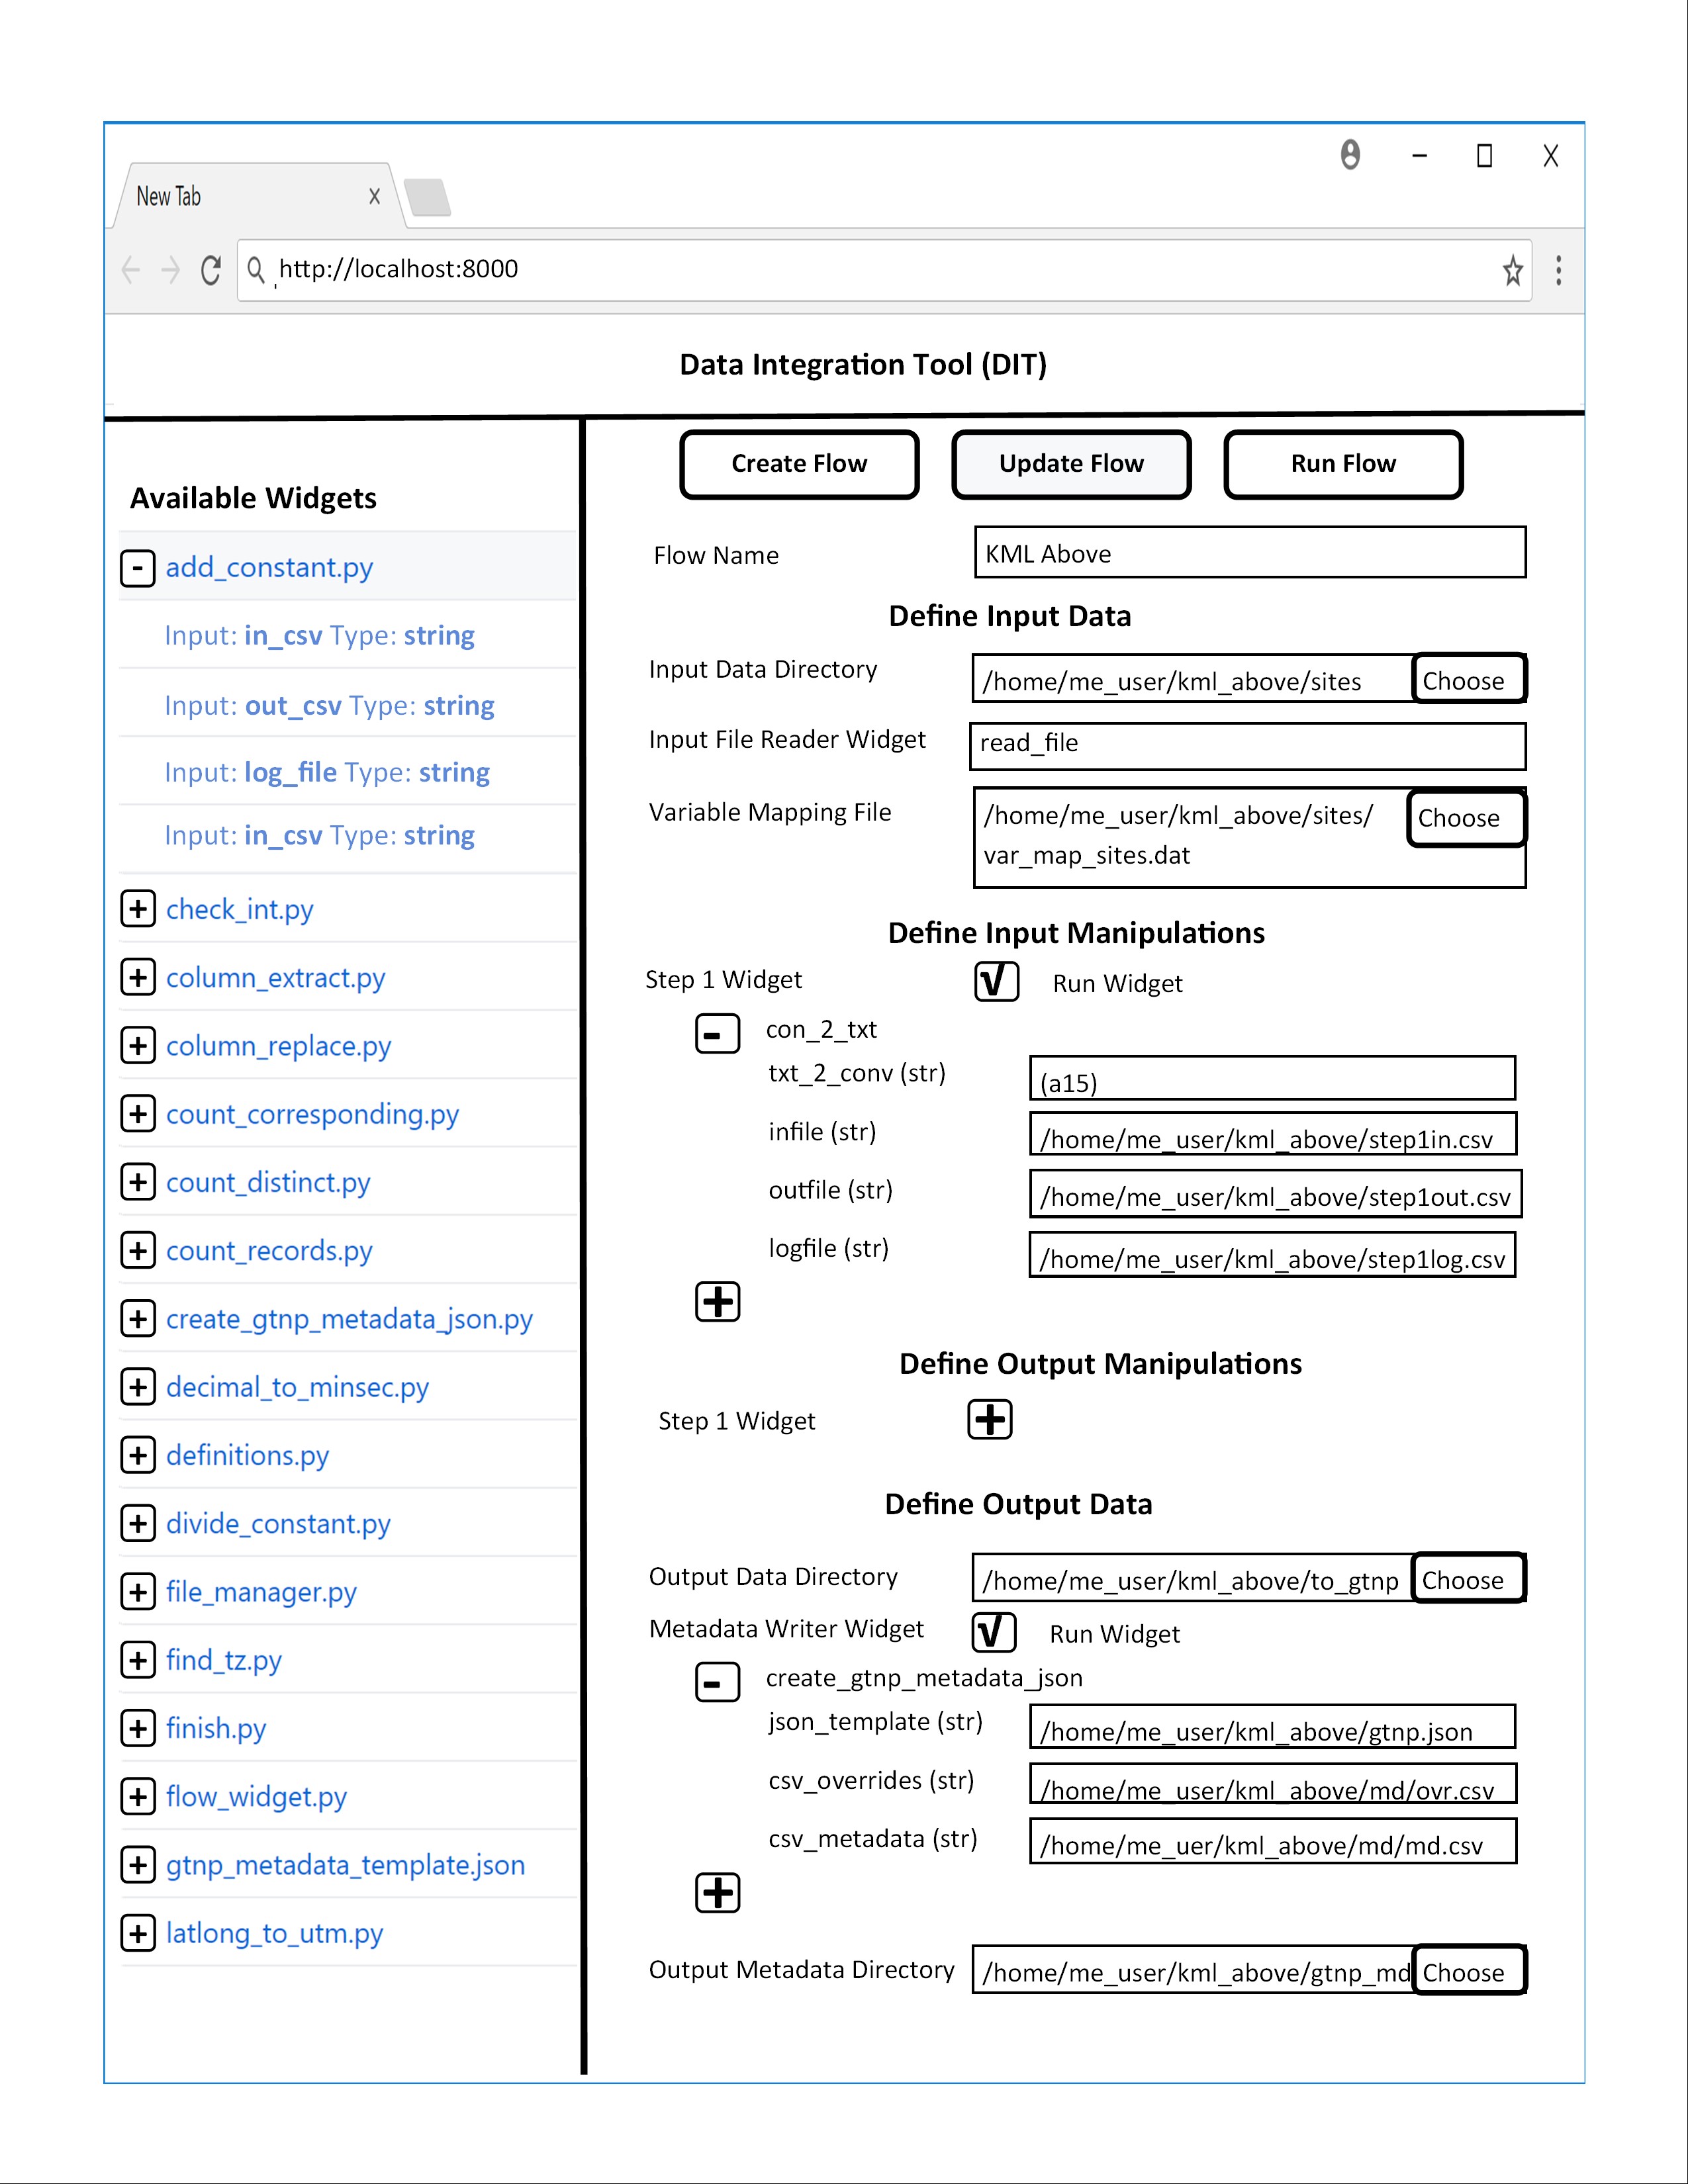 New Tab x
http://localhost:8000
Data Integration Tool (DIT)
Available Widgets
- add_constant.py
Input: in_csv Type: string
Input: out_csv Type: string
Input: log_file Type: string
Input: in_csv Type: string
+ check_int.py
+ column_extract.py
+ column_replace.py
+ count_corresponding.py
+ count_distinct.py
+ count_records.py
+ create_gtnp_metadata_json.py
+ decimal_to_minsec.py
+ definitions.py
+ divide_constant.py
+ file_manager.py
+ find_tz.py
+ finish.py
+ flow_widget.py
+ gtnp_metadata_template.json
+ latlong_to_utm.py
Create Flow Update Flow Run Flow
Flow Name KML Above
Define Input Data
Input Data Directory /home/me_user/kml_above/sites Choose
Input File Reader Widget read_file
Variable Mapping File /home/me_user/kml_above/sites/ Choose
var_map_sites.dat
Define Input Manipulations
Step 1 Widget √ Run Widget
- con_2_txt
txt_2_conv (str) (a15)
infile (str) /home/me_user/kml_above/step1in.csv
outfile (str) /home/me_user/kml_above/step1out.csv
logfile (str) /home/me_user/kml_above/step1log.csv
+
Define Output Manipulations
Step 1 Widget +
Define Output Data
Output Data Directory /home/me_user/kml_above/to_gtnp Choose
Metadata Writer Widget √ Run Widget
- create_gtnp_metadata_json
json_template (str) /home/me_user/kml_above/gtnp.json
csv_overrides (str) /home/me_user/kml_above/md/ovr.csv
csv_metadata (str) /home/me_uer/kml_above/md/md.csv
+
Output Metadata Directory /home/me_user/kml_above/gtnp_md Choose